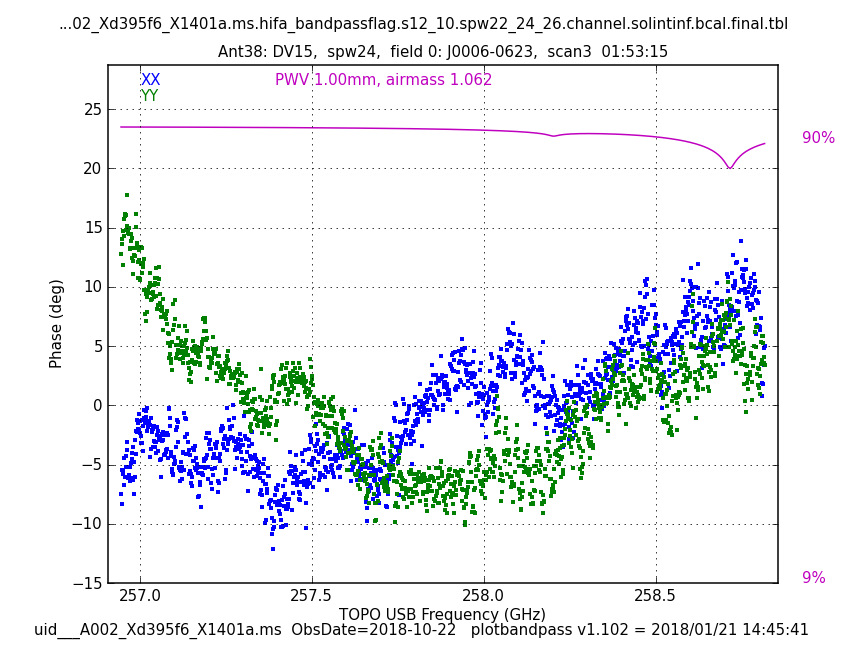 ...02_Xd395f6_X1401a.ms.hifa_bandpassflag.s12_10.spw22_24_26.channel.solintinf.bcal.final.tbl
Ant38: DV15, spw24, field 0: J0006-0623, scan3 01:53:15
XX
PWV 1.00mm, airmass 1.062
YY
25
90%
20
15
10
5
0
−5
−10
−15
9%
Phase (deg)
257.0
257.5
258.0
258.5
TOPO USB Frequency (GHz)
uid___A002_Xd395f6_X1401a.ms ObsDate=2018-10-22 plotbandpass v1.102 = 2018/01/21 14:45:41